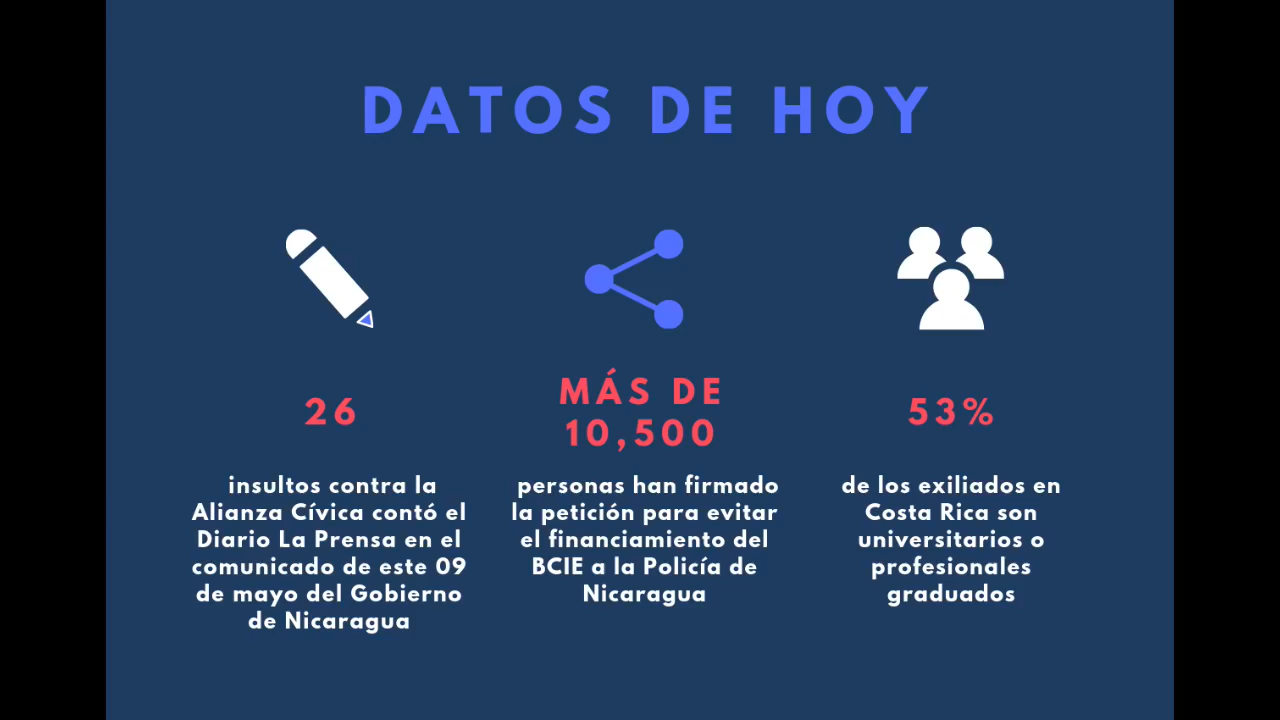 DATOS DE HOY
26
insultos contra la
Alianza Cívica contó el
Diario La Prensa en el
comunicado de este 09
de mayo del Gobierno
de Nicaragua
MÁS DE
10,500
personas han firmado
la petición para evitar
el financiamiento del
BCIE a la Policía de
Nicaragua
53%
de los exiliados en
Costa Rica son
universitarios o
profesionales
graduados